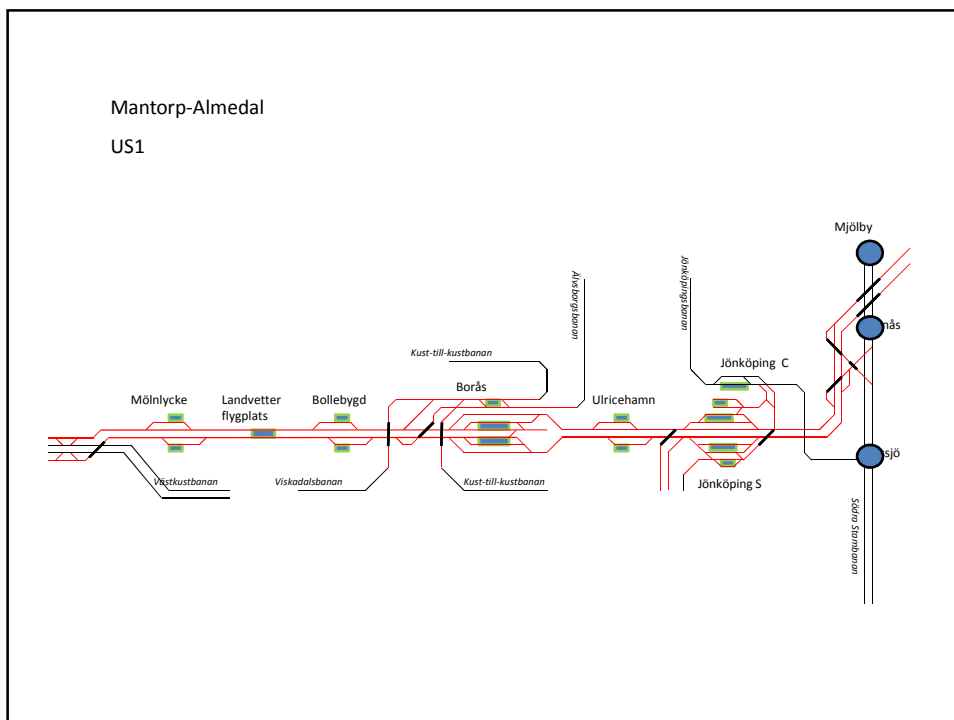 Mantorp-Almedal
US1
Mjölby
Älvsborgsbanan
Jönköpingsbanan
nås
Kust-till-kustbanan
Jönköping C
Borås
Mölnlycke
Landvetter
flygplats
Bollebygd
Ulricehamn
sjö
Västkustbanan
Viskadalsbanan
Kust-till-kustbanan
Jönköping S
Södra Stambanan